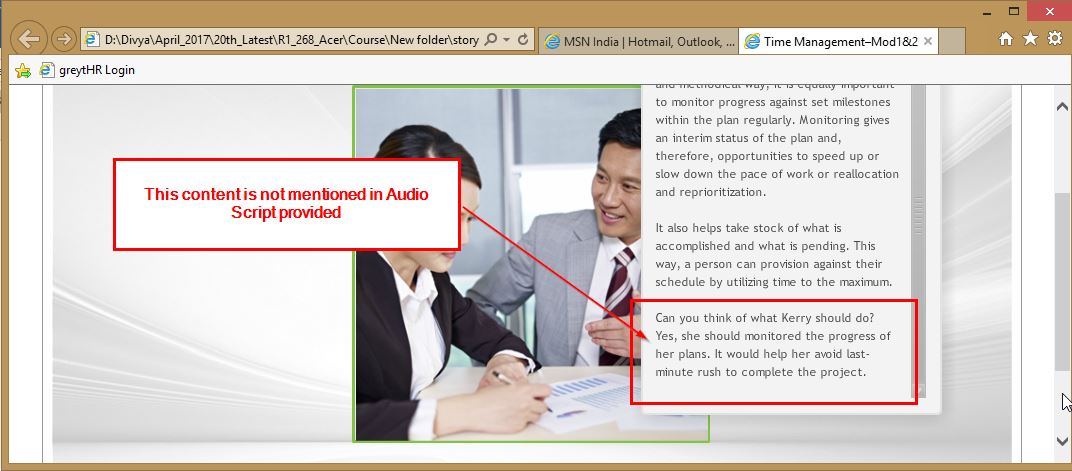 D:\Divya\April_2017\20th_Latest\R1_268_Acer\Course\New folder\story
MSN India | Hotmail, Outlook, ...
Time Management–Mod1&2
greytHR Login
and methodical way, it is equally important
to monitor progress against set milestones
within the plan regularly. Monitoring gives
an interim status of the plan and,
therefore, opportunities to speed up or
slow down the pace of work or reallocation
and reprioritization.
It also helps take stock of what is
accomplished and what is pending. This
way, a person can provision against their
schedule by utilizing time to the maximum.
Can you think of what Kerry should do?
Yes, she should monitored the progress of
her plans. It would help her avoid last-
minute rush to complete the project.
This content is not mentioned in Audio
Script provided